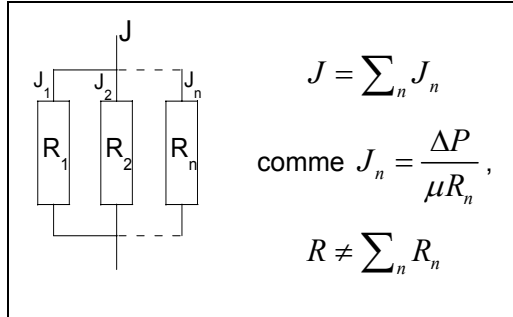 J
J₁ J₂ Jₙ
R₁ R₂ Rₙ
J = ∑ₙ Jₙ
comme Jₙ = ΔP / μRₙ ,
R ≠ ∑ₙ Rₙ